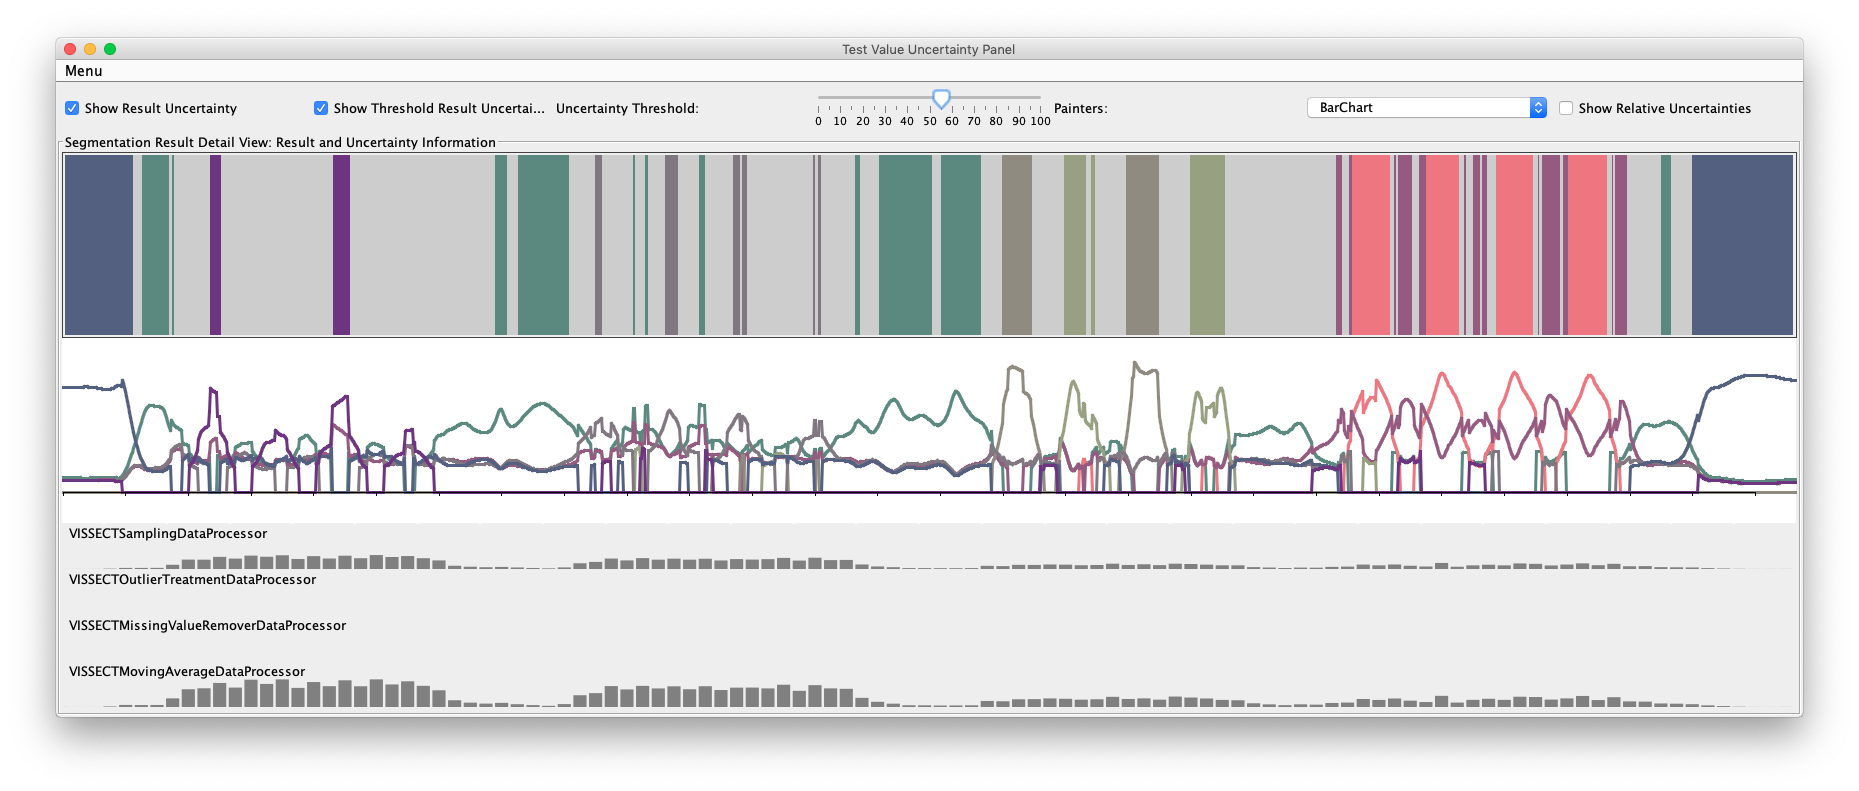 Test Value Uncertainty Panel
Menu
Show Result Uncertainty Show Threshold Result Uncertai... Uncertainty Threshold: Painters: BarChart Show Relative Uncertainties
0 10 20 30 40 50 60 70 80 90 100
Segmentation Result Detail View: Result and Uncertainty Information
VISSECTSamplingDataProcessor
VISSECTOutlierTreatmentDataProcessor
VISSECTMissingValueRemoverDataProcessor
VISSECTMovingAverageDataProcessor